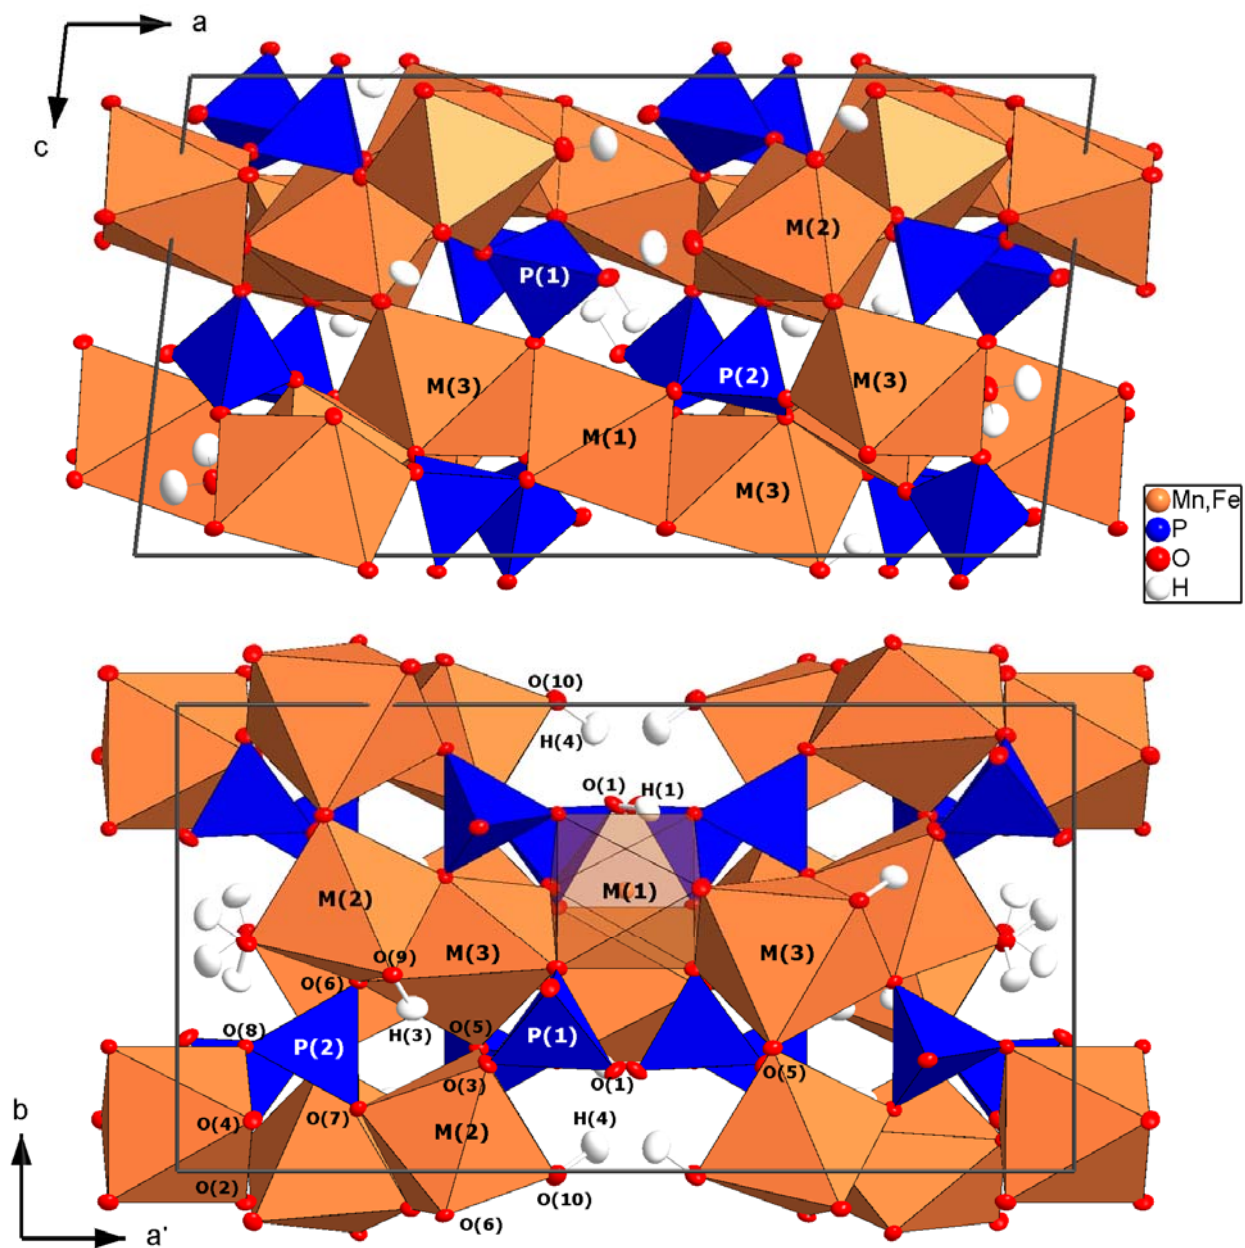 a
c
M(2)
P(1)
M(3)
P(2)
M(3)
M(1)
M(3)
Mn,Fe
P
O
H
O(10)
H(4)
O(1)
H(1)
M(2)
M(1)
O(9)
M(3)
M(3)
O(6)
H(3)
O(8)
P(2)
O(5)
P(1)
O(3)
O(1)
O(5)
O(4)
O(7)
M(2)
H(4)
O(2)
O(10)
O(6)
b
a'